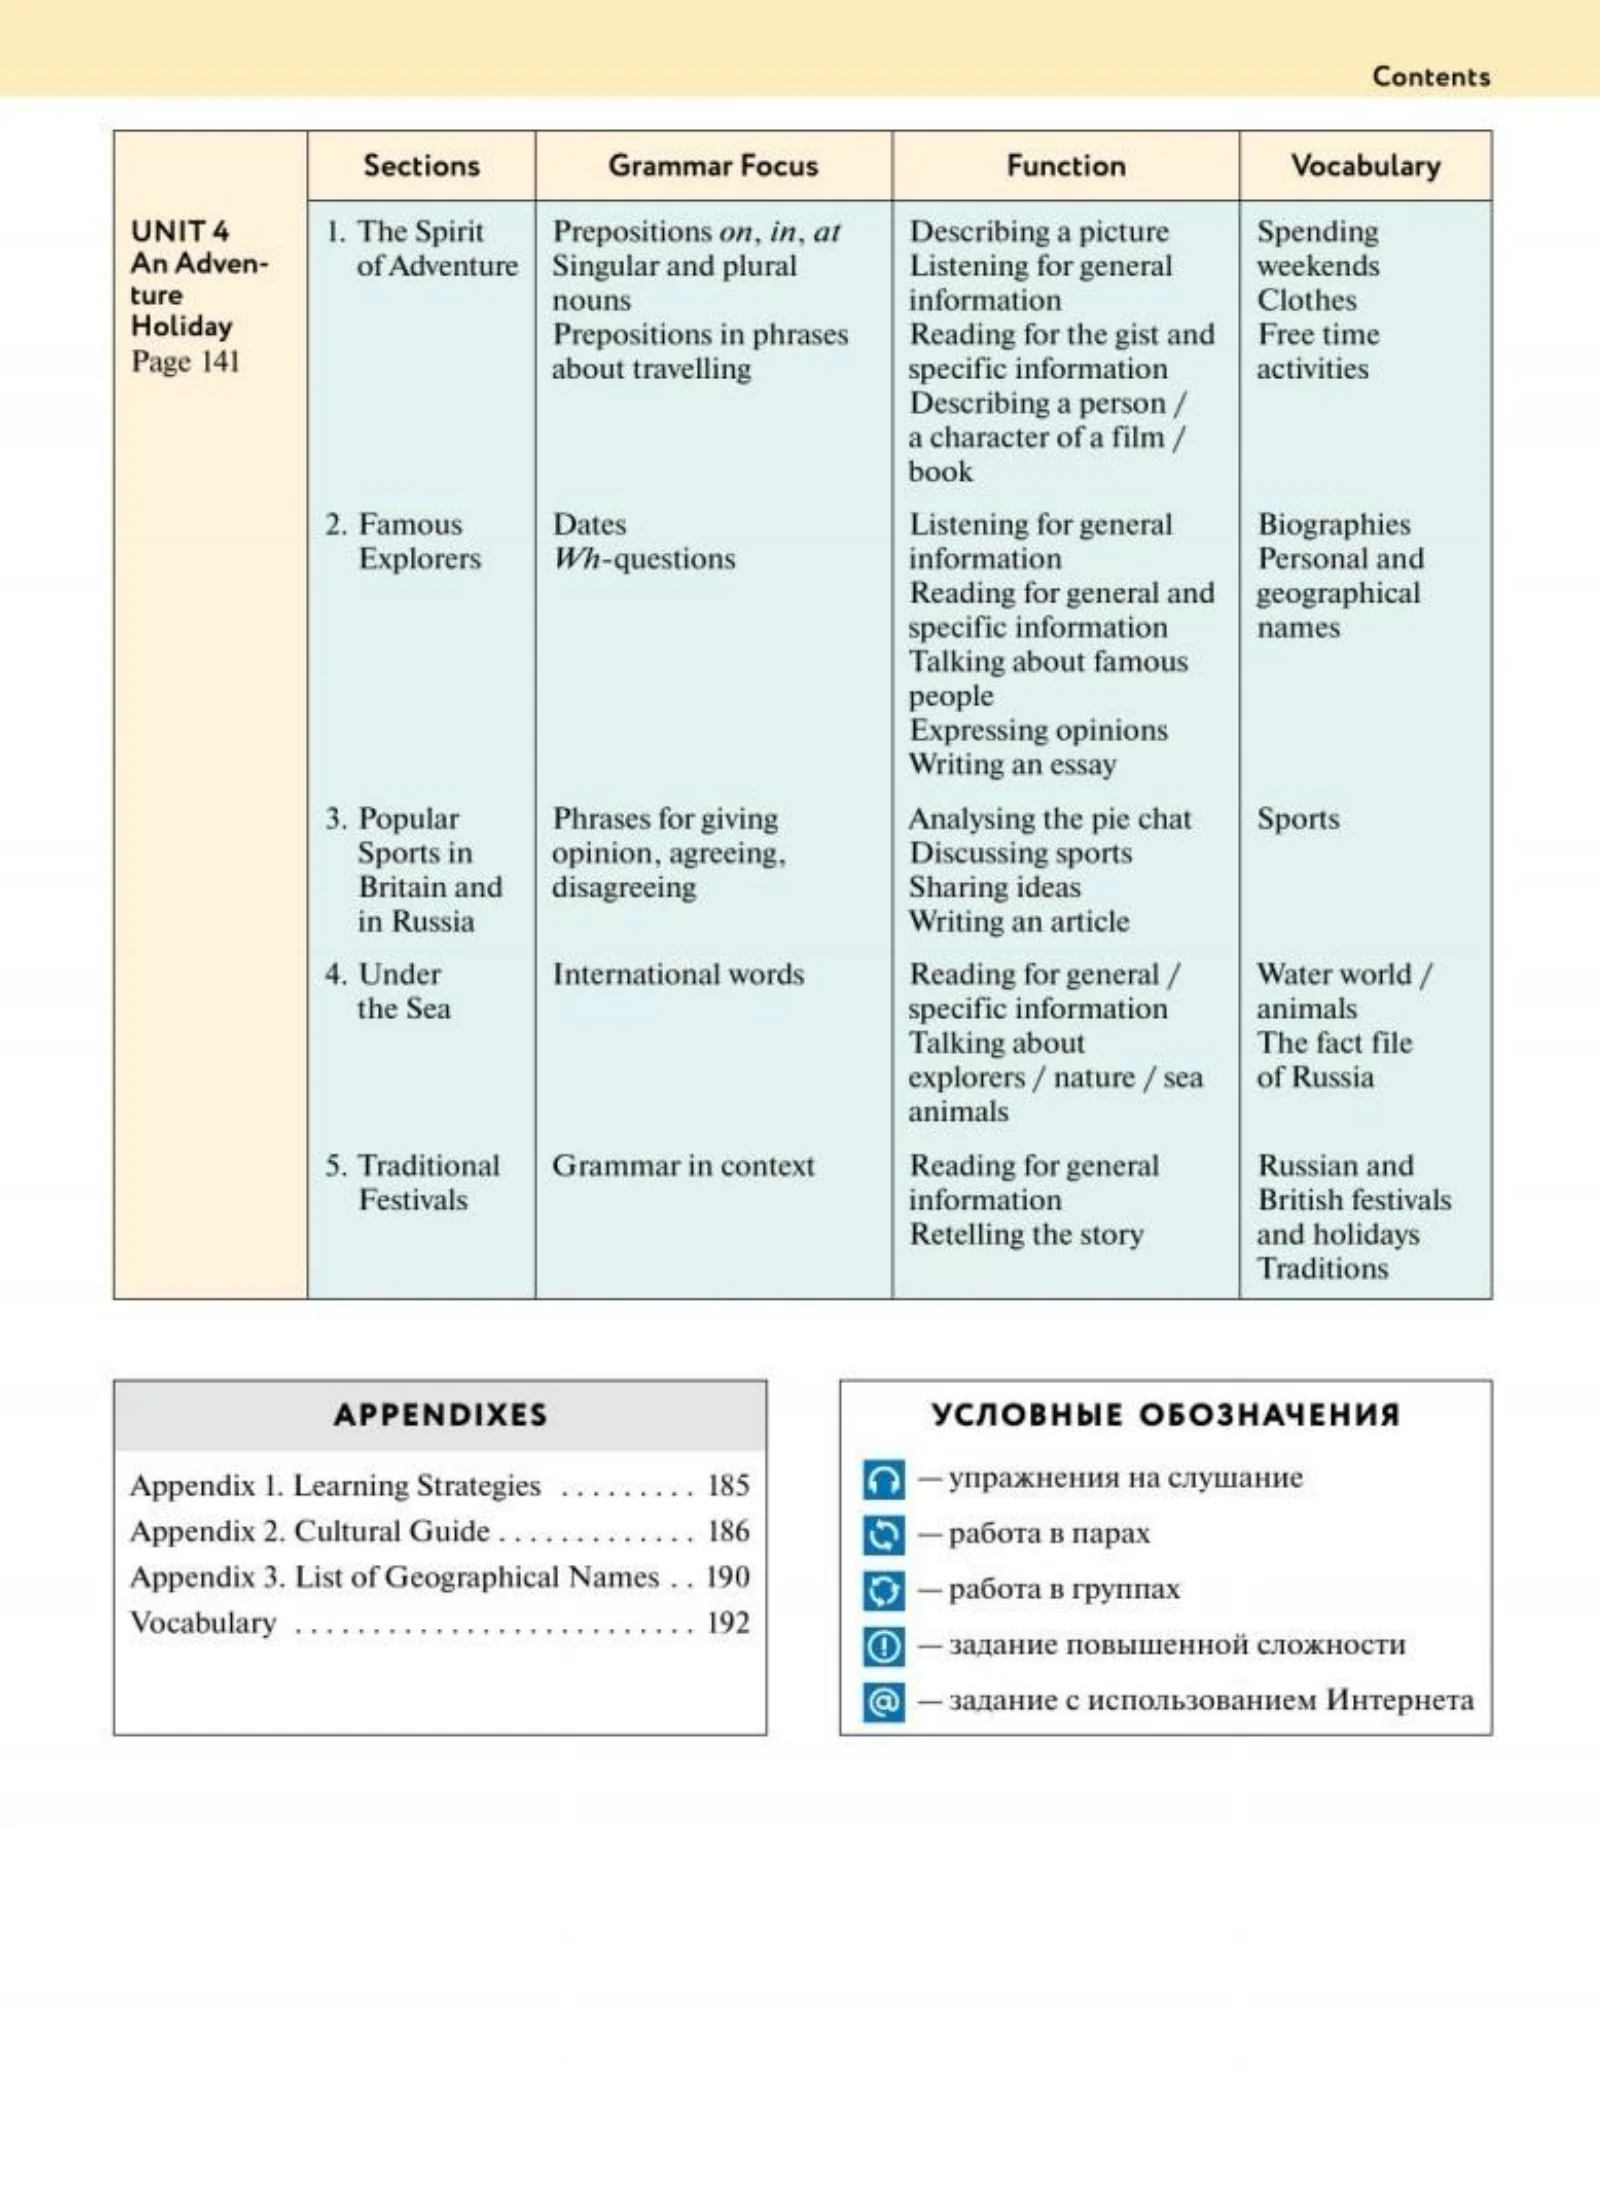 Contents
Sections
Grammar Focus
Function
Vocabulary
UNIT 4
An Adven-
ture
Holiday
Page 141
1. The Spirit
of Adventure
Prepositions on, in, at
Singular and plural
nouns
Prepositions in phrases
about travelling
Describing a picture
Listening for general
information
Reading for the gist and
specific information
Describing a person /
a character of a film /
book
Spending
weekends
Clothes
Free time
activities
2. Famous
Explorers
Dates
Wh-questions
Listening for general
information
Reading for general and
specific information
Talking about famous
people
Expressing opinions
Writing an essay
Biographies
Personal and
geographical
names
3. Popular
Sports in
Britain and
in Russia
Phrases for giving
opinion, agreeing,
disagreeing
Analysing the pie chat
Discussing sports
Sharing ideas
Writing an article
Sports
4. Under
the Sea
International words
Reading for general /
specific information
Talking about
explorers / nature / sea
animals
Water world /
animals
The fact file
of Russia
5. Traditional
Festivals
Grammar in context
Reading for general
information
Retelling the story
Russian and
British festivals
and holidays
Traditions
APPENDIXES
Appendix 1. Learning Strategies ......... 185
Appendix 2. Cultural Guide ............. 186
Appendix 3. List of Geographical Names .. 190
Vocabulary .......................... 192
УСЛОВНЫЕ ОБОЗНАЧЕНИЯ
— упражнения на слушание
— работа в парах
— работа в группах
— задание повышенной сложности
@ — задание с использованием Интернета